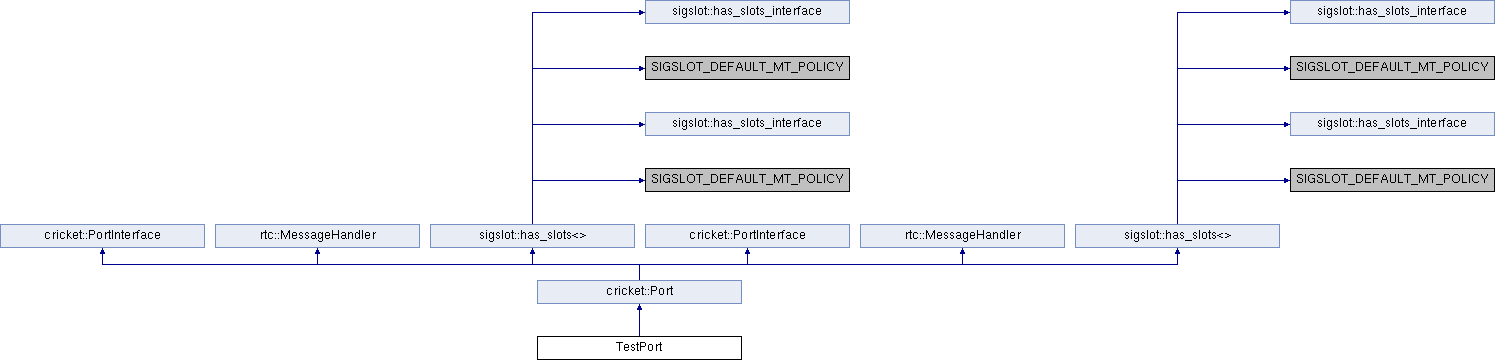 sigslot::has_slots_interface
sigslot::has_slots_interface
SIGSLOT_DEFAULT_MT_POLICY
SIGSLOT_DEFAULT_MT_POLICY
sigslot::has_slots_interface
sigslot::has_slots_interface
SIGSLOT_DEFAULT_MT_POLICY
SIGSLOT_DEFAULT_MT_POLICY
cricket::PortInterface
rtc::MessageHandler
sigslot::has_slots<>
cricket::PortInterface
rtc::MessageHandler
sigslot::has_slots<>
cricket::Port
TestPort